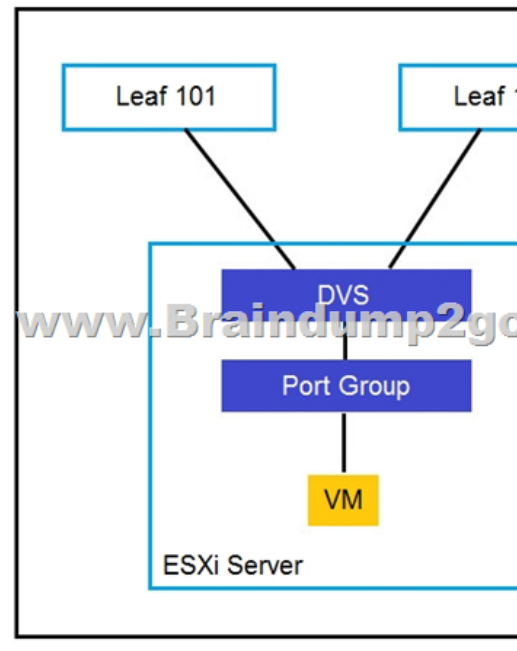 Leaf 101
Leaf 1
DVS
www.Braindump2go
Port Group
VM
ESXi Server